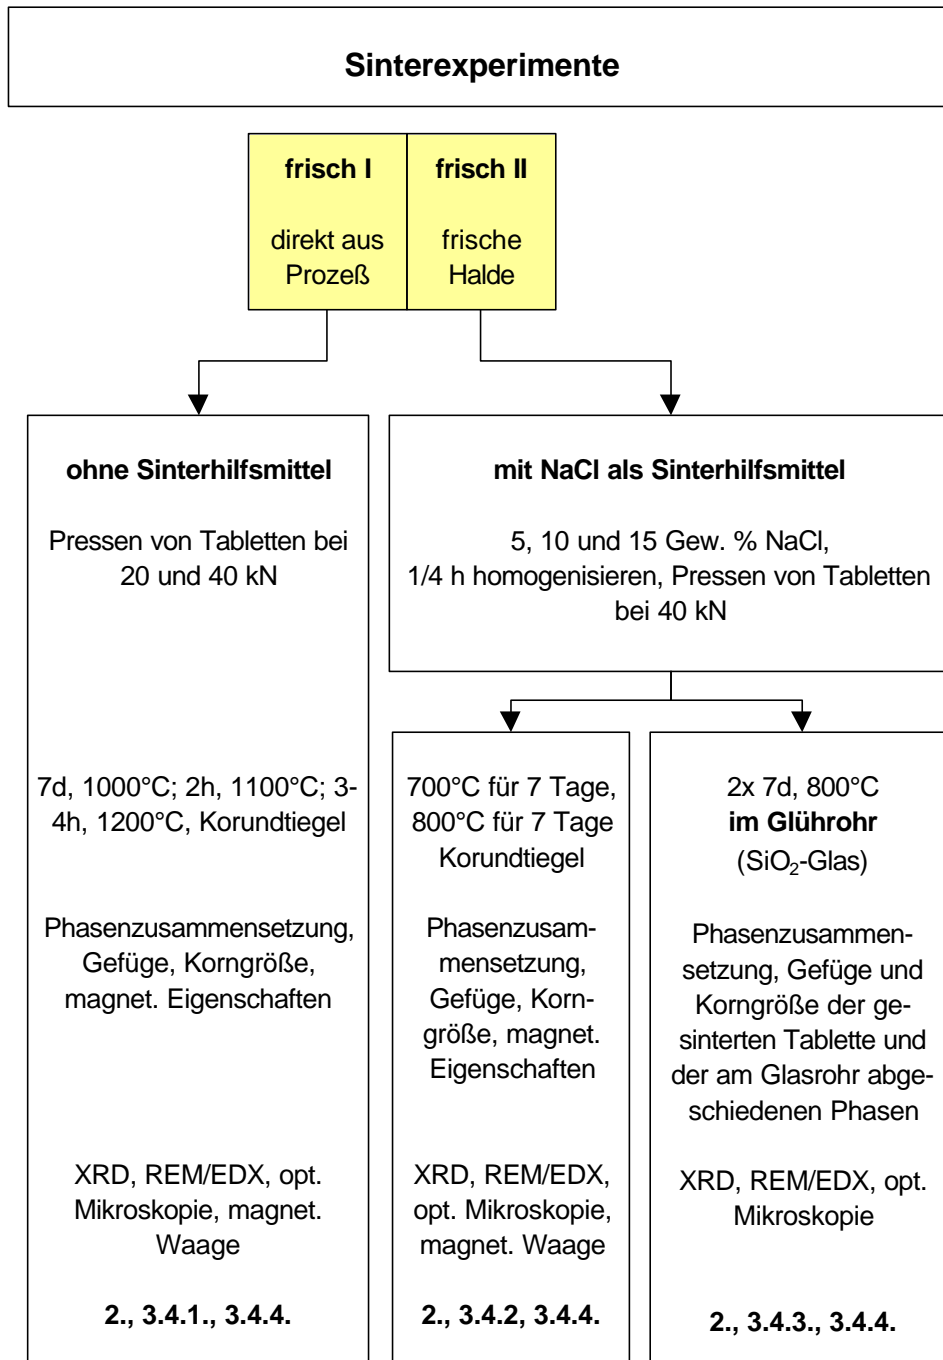 Sinterexperimente
frisch I
direkt aus
Prozeß
frisch II
frische
Halde
ohne Sinterhilfsmittel
Pressen von Tabletten bei
20 und 40 kN
7d, 1000°C; 2h, 1100°C; 3-
4h, 1200°C, Korundtiegel
Phasenzusammensetzung,
Gefüge, Korngröße,
magnet. Eigenschaften
XRD, REM/EDX, opt.
Mikroskopie, magnet.
Waage
2., 3.4.1., 3.4.4.
mit NaCl als Sinterhilfsmittel
5, 10 und 15 Gew. % NaCl,
1/4 h homogenisieren, Pressen von Tabletten
bei 40 kN
700°C für 7 Tage,
800°C für 7 Tage
Korundtiegel
Phasenzusam-
mensetzung,
Gefüge, Korn-
größe, magnet.
Eigenschaften
XRD, REM/EDX,
opt. Mikroskopie,
magnet. Waage
2., 3.4.2, 3.4.4.
2x 7d, 800°C
im Glührohr
(SiO₂-Glas)
Phasenzusammen-
setzung, Gefüge und
Korngröße der ge-
sinterten Tablette und
der am Glasrohr abge-
schiedenen Phasen
XRD, REM/EDX, opt.
Mikroskopie
2., 3.4.3., 3.4.4.